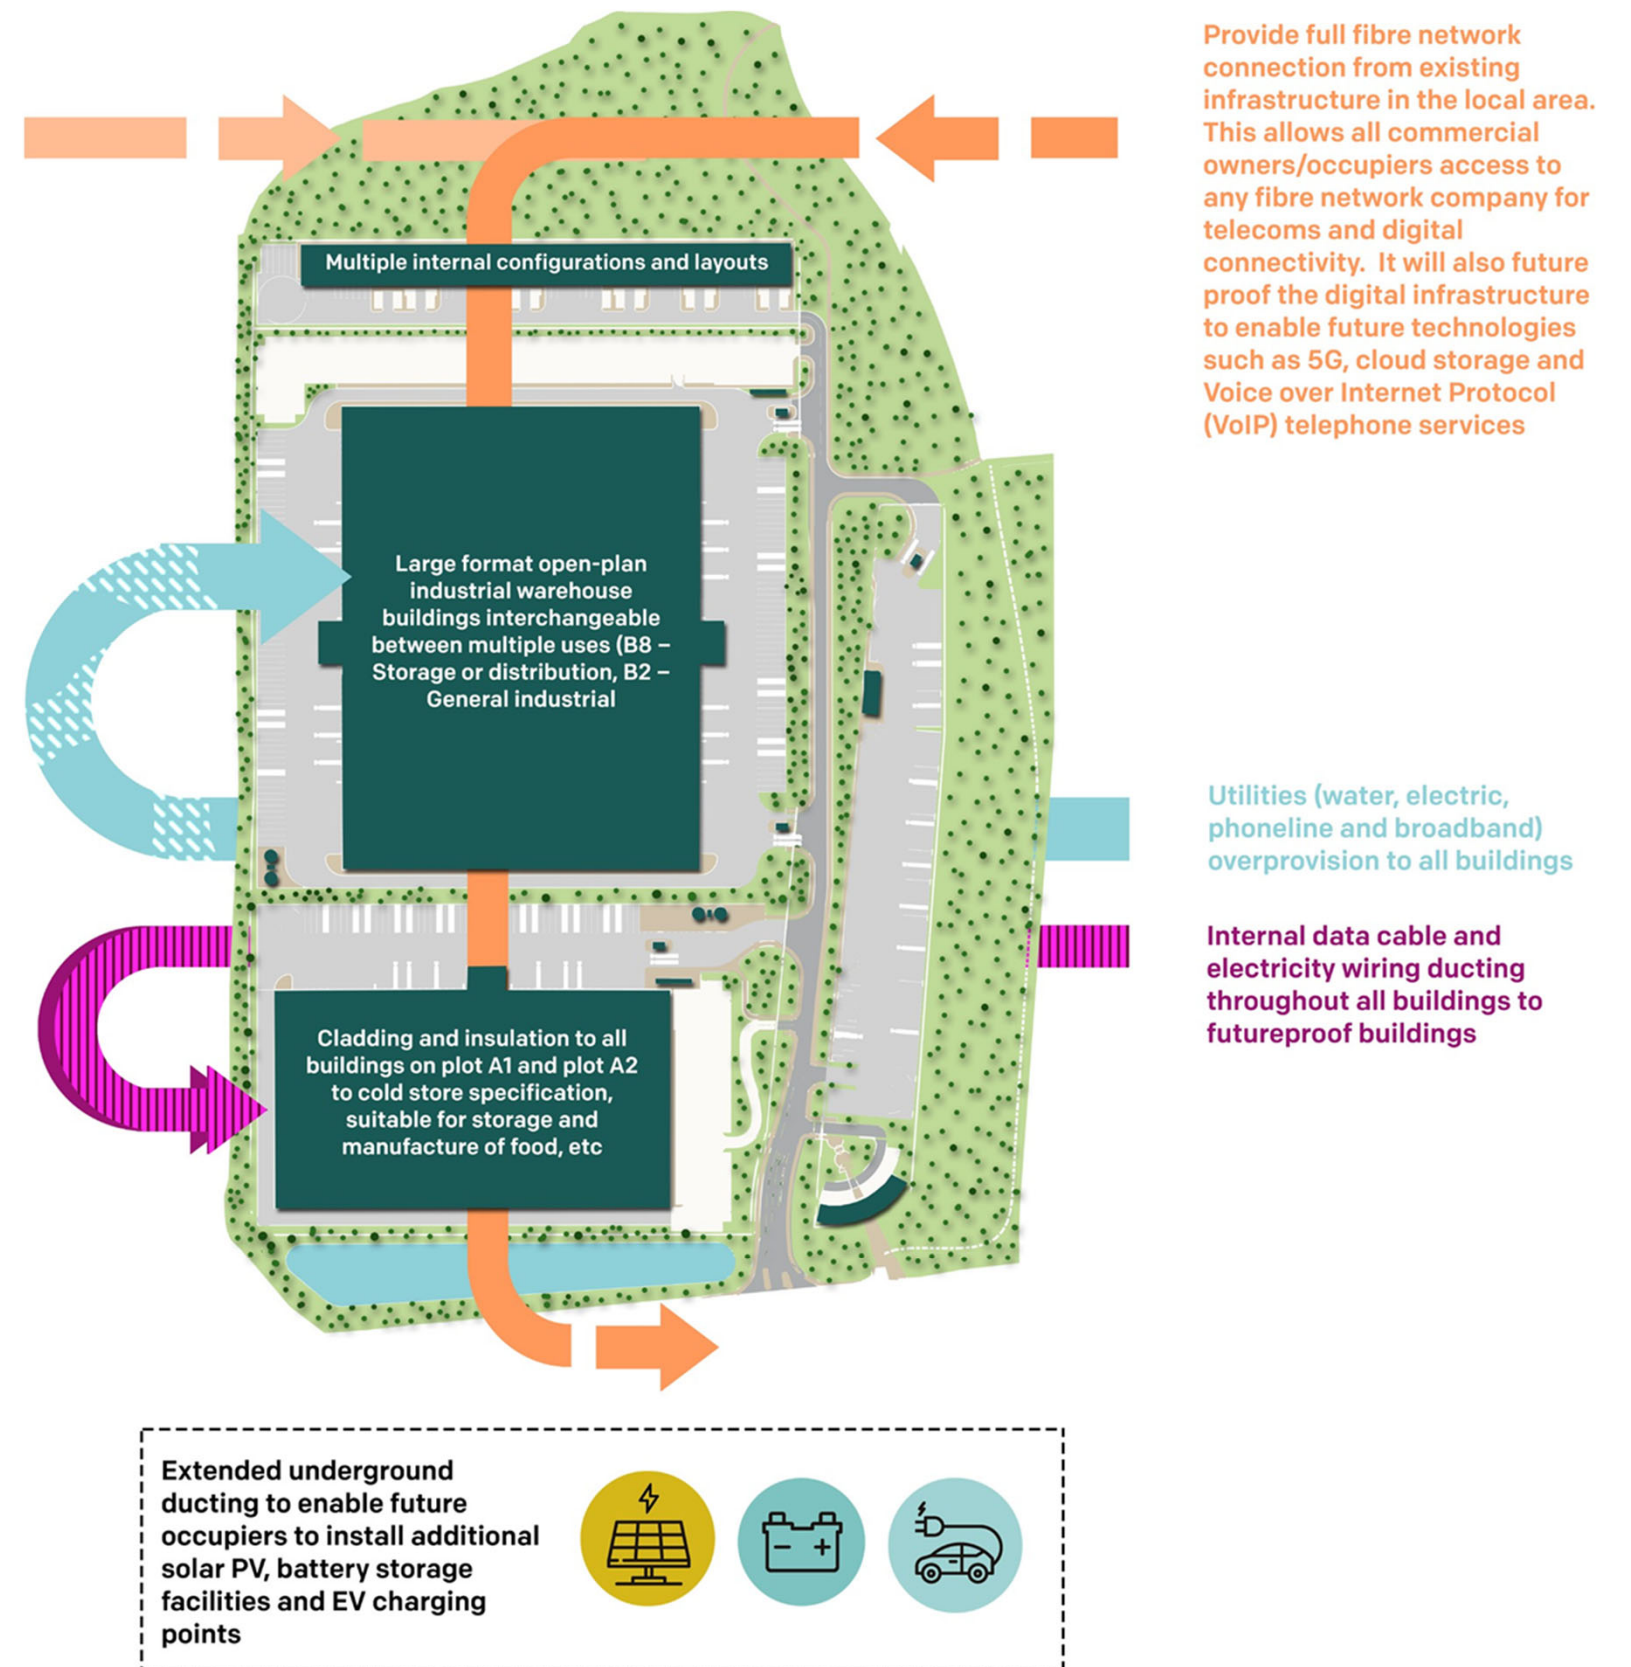 Provide full fibre network
connection from existing
infrastructure in the local area.
This allows all commercial
owners/occupiers access to
any fibre network company for
telecoms and digital
connectivity.  It will also future
proof the digital infrastructure
to enable future technologies
such as 5G, cloud storage and
Voice over Internet Protocol
(VoIP) telephone services
Multiple internal configurations and layouts
Large format open-plan
industrial warehouse
buildings interchangeable
between multiple uses (B8 –
Storage or distribution, B2 –
General industrial
Utilities (water, electric,
phoneline and broadband)
overprovision to all buildings
Internal data cable and
electricity wiring ducting
throughout all buildings to
futureproof buildings
Cladding and insulation to all
buildings on plot A1 and plot A2
to cold store specification,
suitable for storage and
manufacture of food, etc
Extended underground
ducting to enable future
occupiers to install additional
solar PV, battery storage
facilities and EV charging
points